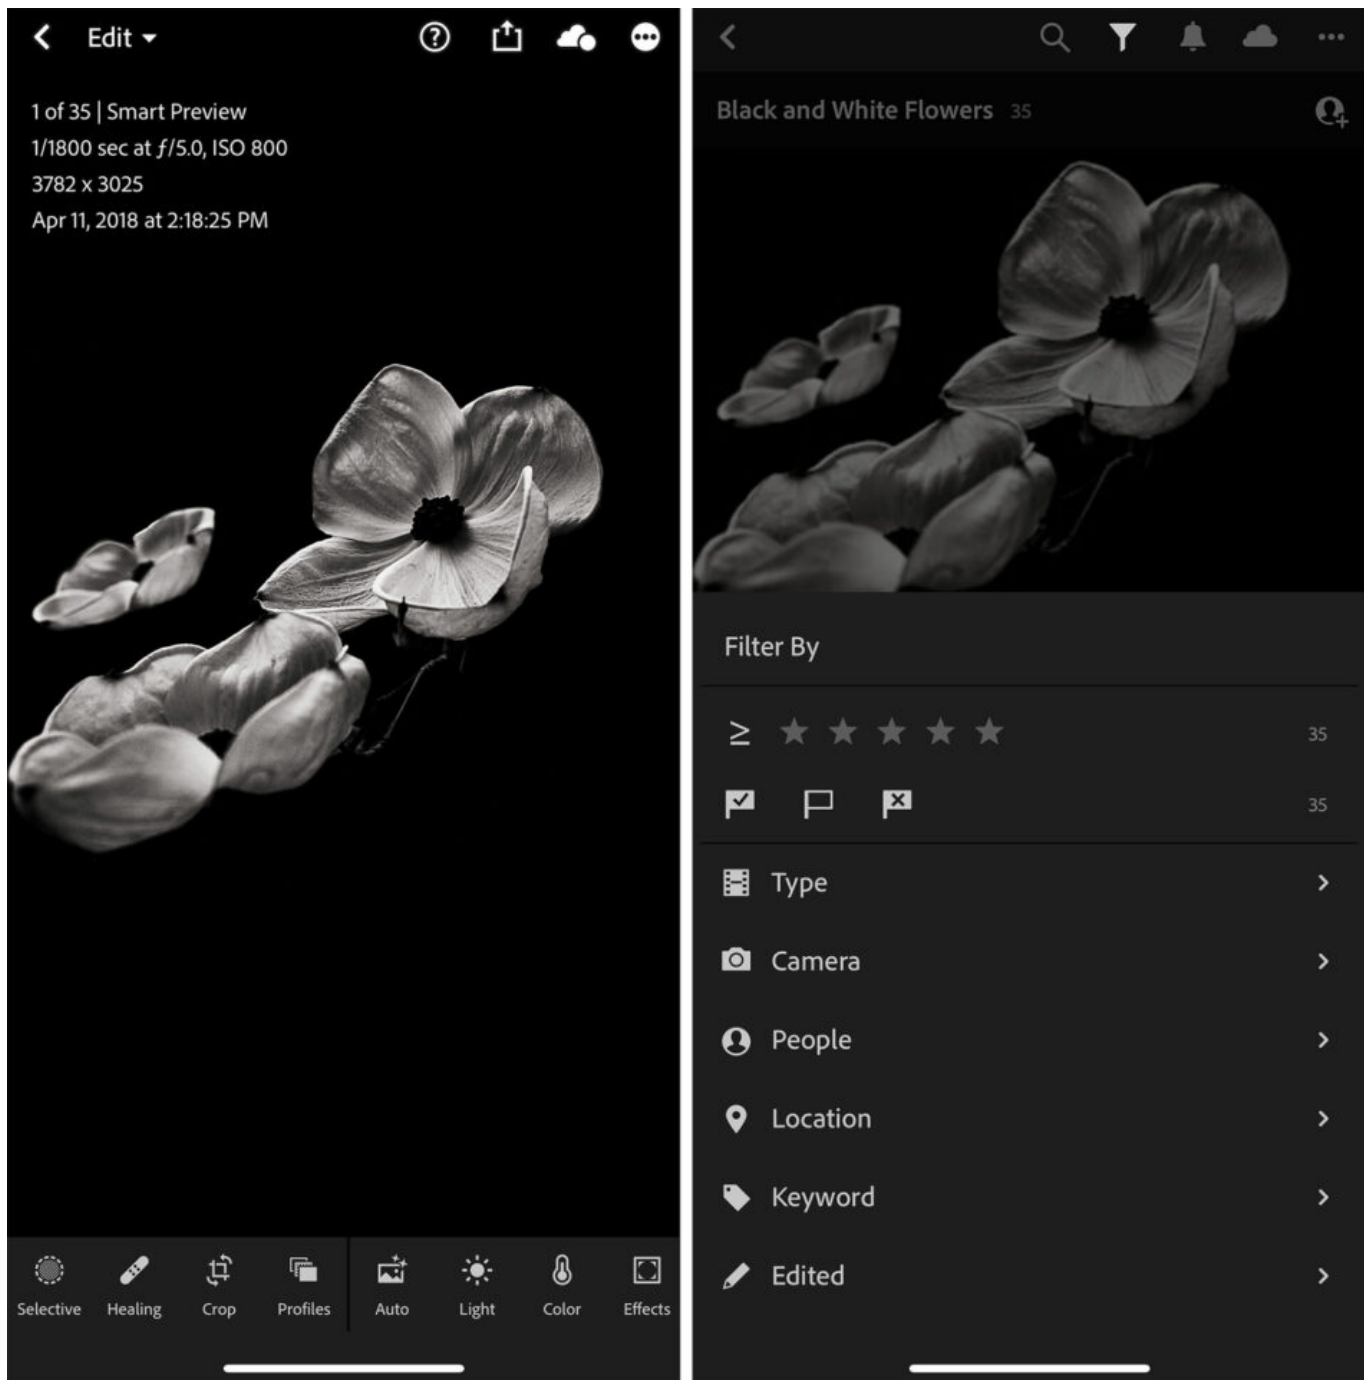 Edit
1 of 35 | Smart Preview
1/1800 sec at ƒ/5.0, ISO 800
3782 x 3025
Apr 11, 2018 at 2:18:25 PM
Selective
Healing
Crop
Profiles
Auto
Light
Color
Effects
Black and White Flowers 35
Filter By
≥ 35
35
Type
Camera
People
Location
Keyword
Edited